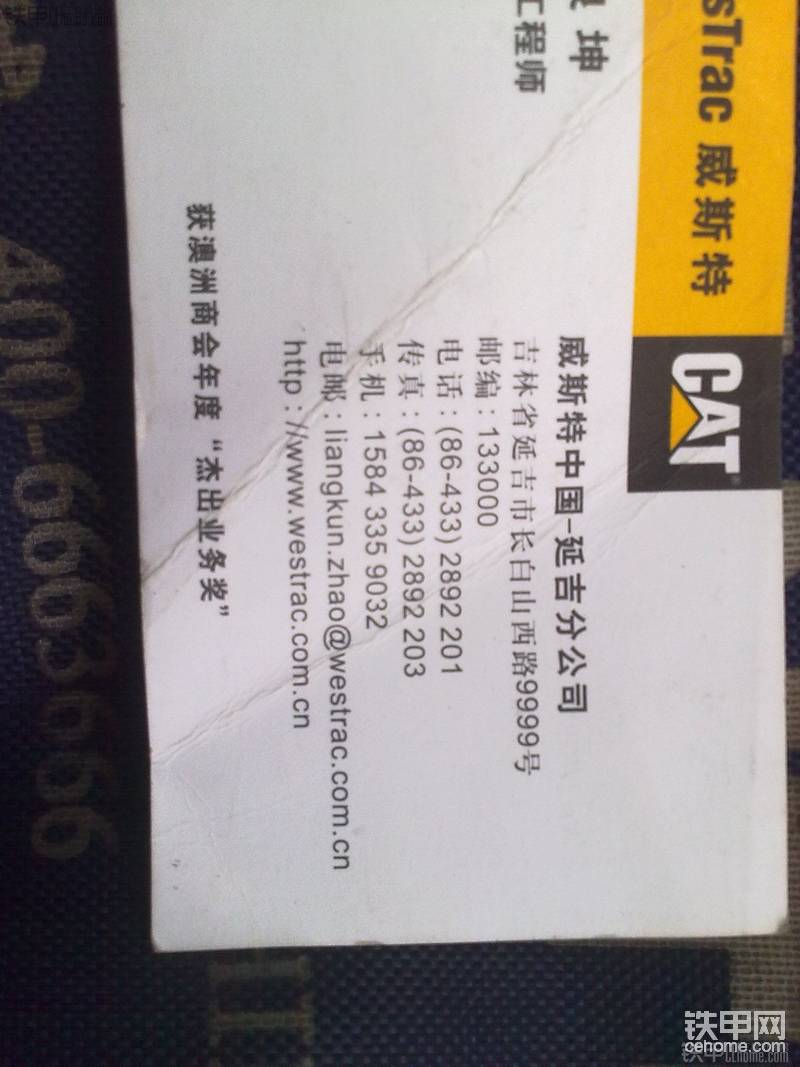 sTrac 威斯特
CAT
坤
工程师
威斯特中国-延吉分公司
吉林省延吉市长白山西路9999号
邮编：133000
电话：(86-433) 2892 201
传真：(86-433) 2892 203
手机：1584 335 9032
电邮：liangkun.zhao@westrac.com.cn
http：//www.westrac.com.cn
获澳洲商会年度“杰出业务奖”
400-6663666
铁甲网
cehome.com